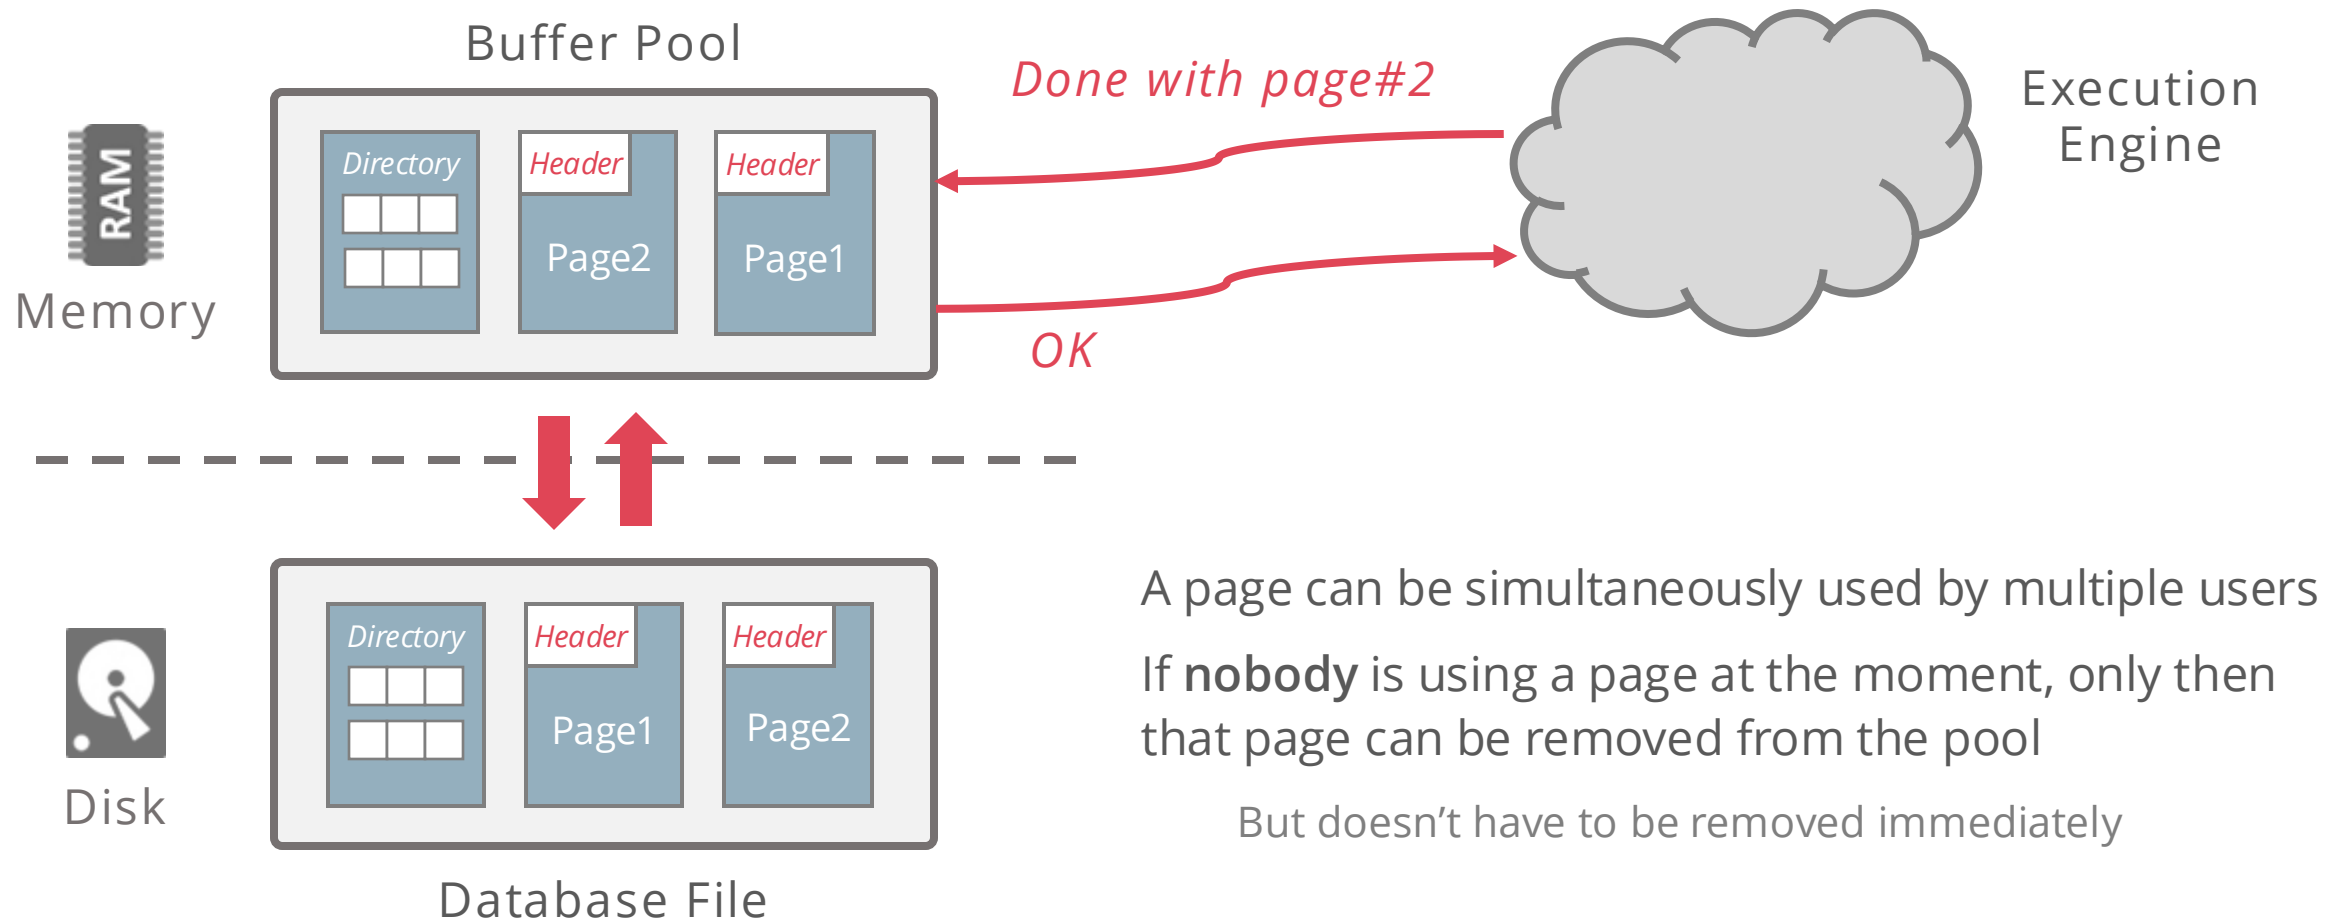 Buffer Pool
Done with page#2
Execution
Engine
RAM
Memory
Directory
Header
Page2
Header
Page1
OK
Directory
Header
Page1
Header
Page2
Disk
Database File
A page can be simultaneously used by multiple users
If nobody is using a page at the moment, only then
that page can be removed from the pool
But doesn’t have to be removed immediately